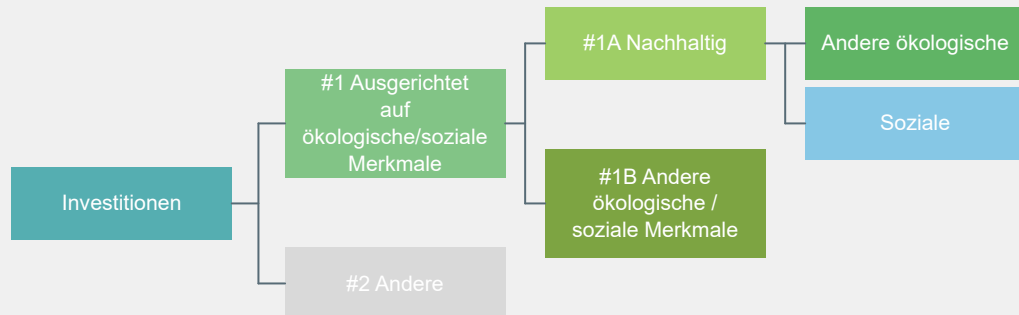 Investitionen
#1 Ausgerichtet
auf
ökologische/soziale
Merkmale
#2 Andere
#1A Nachhaltig
#1B Andere
ökologische /
soziale Merkmale
Andere ökologische
Soziale